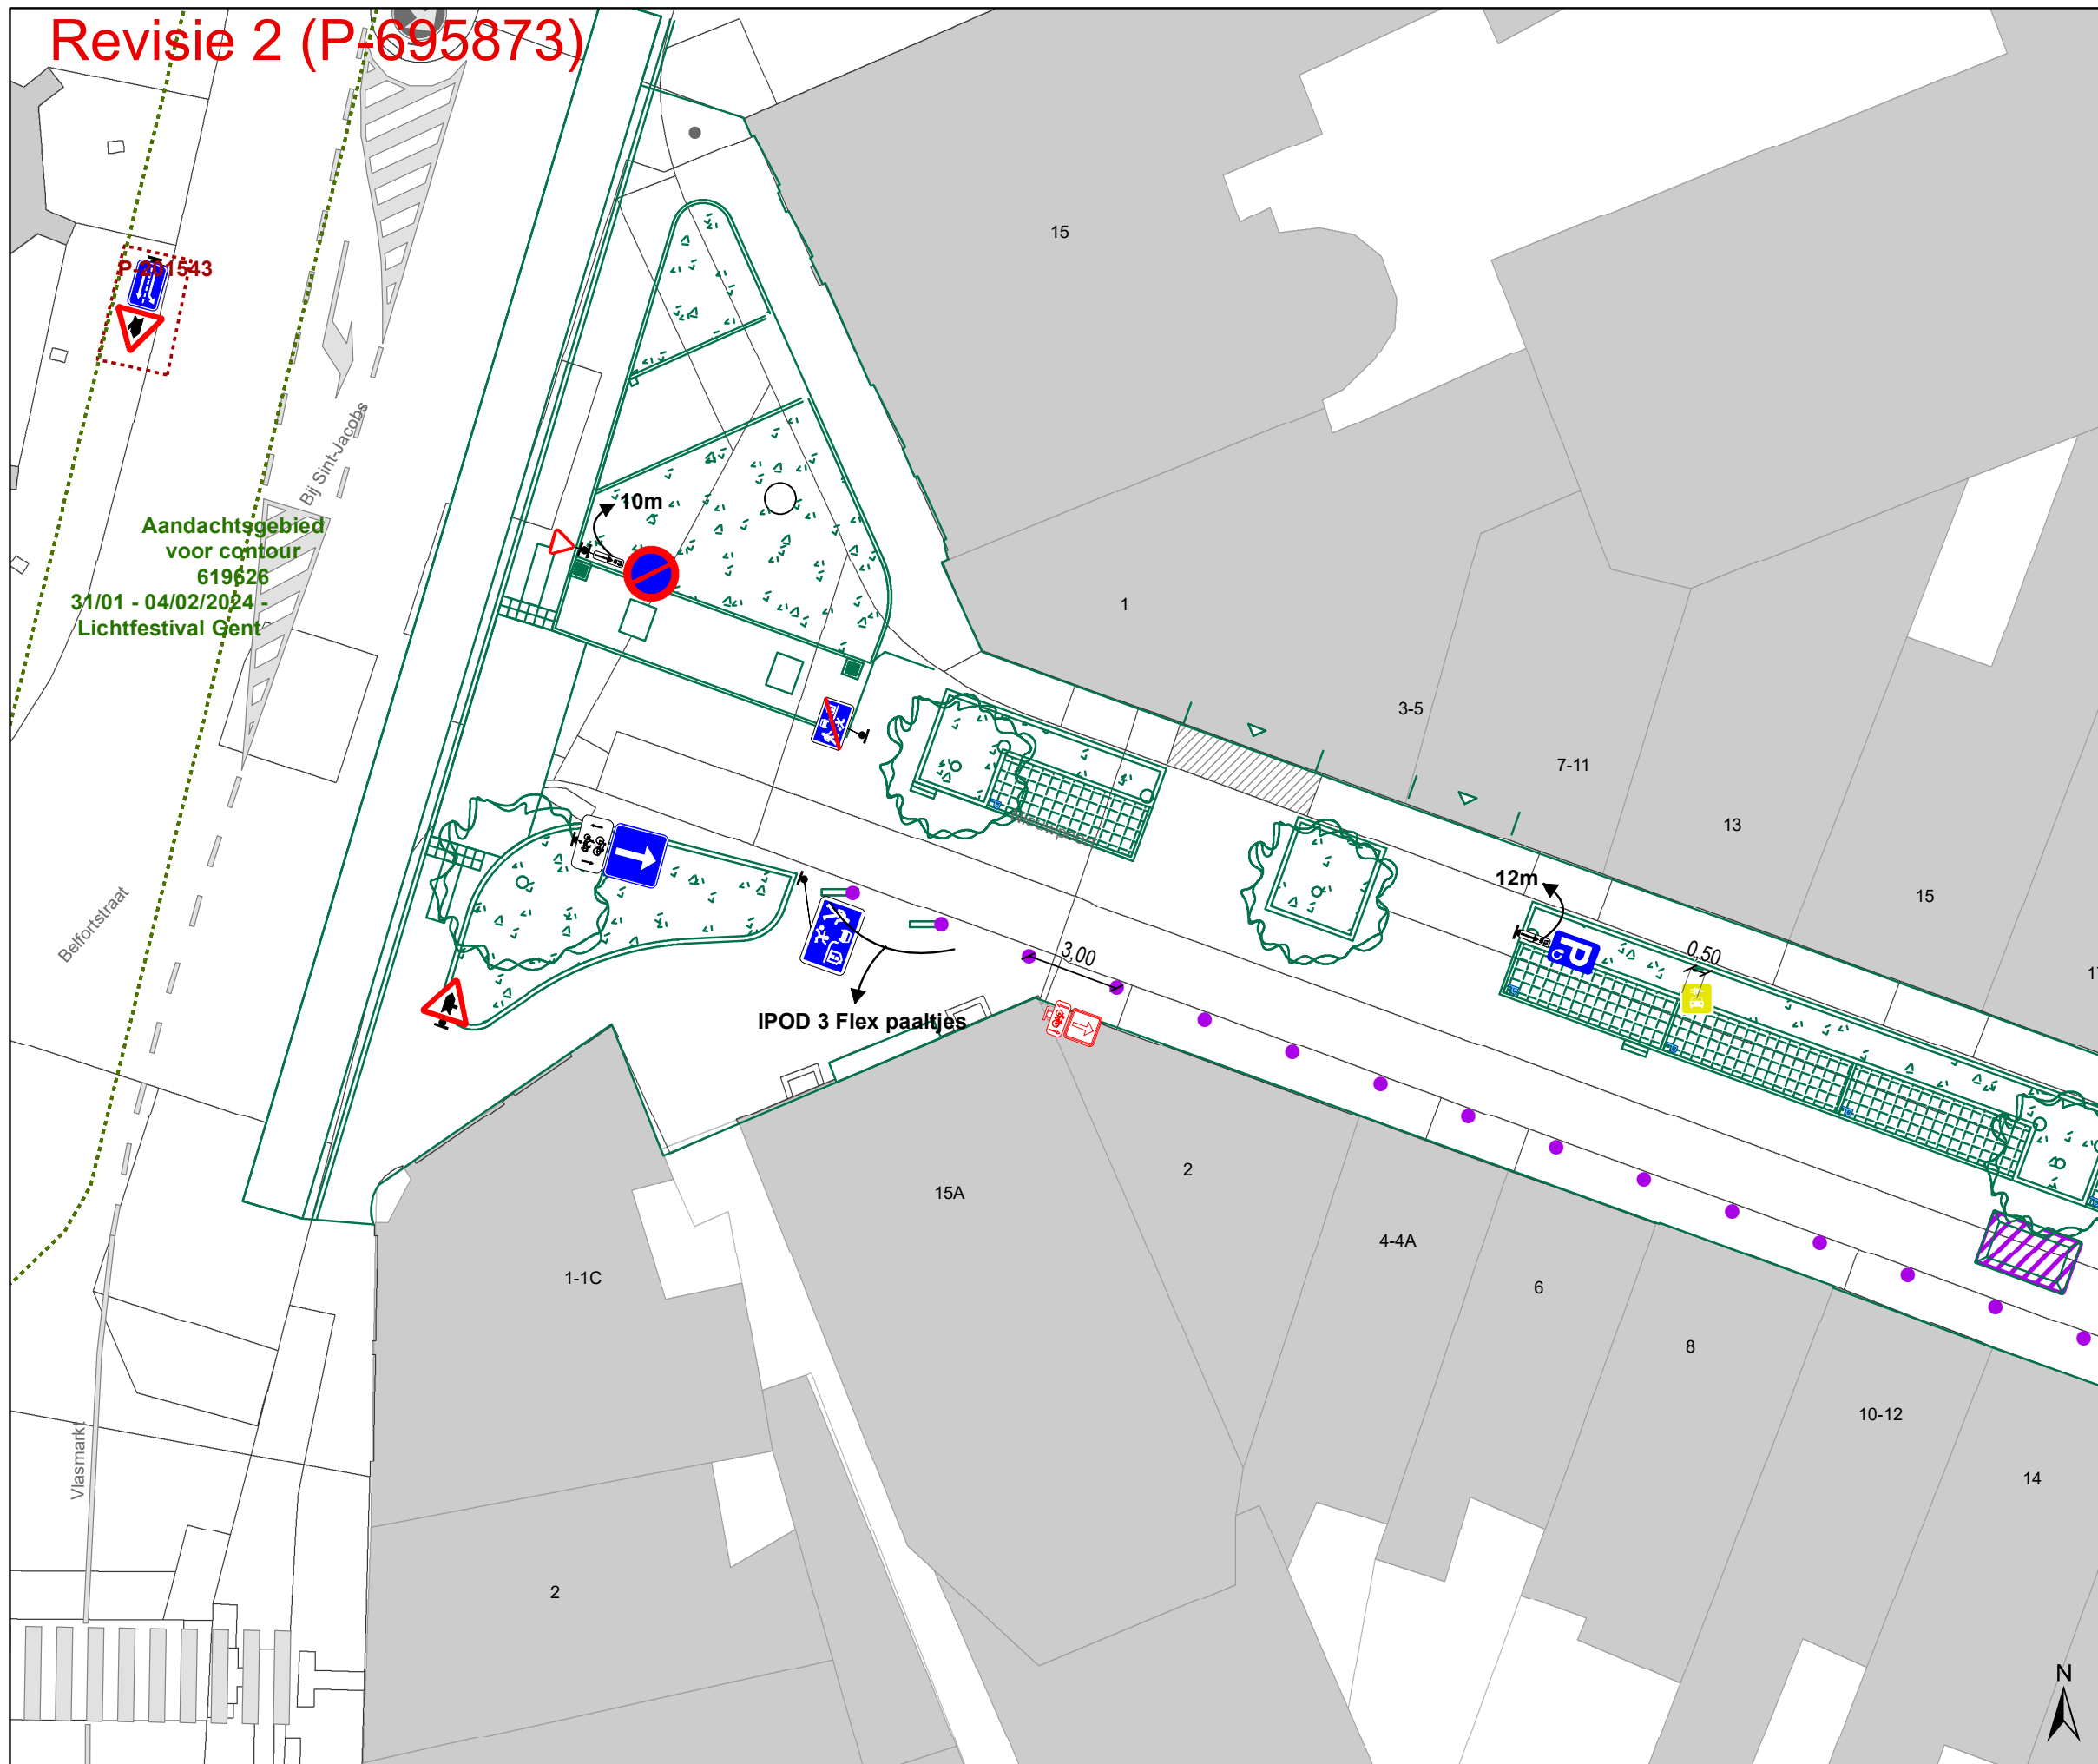 Revisie 2 (P-695873)
15
Bij Sint-Jacobs
10m
Aandachtsgebied
voor contour
619626
31/01 - 04/02/2024 -
Lichtfestival Gent
1
3-5
7-11
13
15
12m
0,50
P
3,00
Belfortstraat
IPOD 3 Flex paaltjes
15A
2
4-4A
6
8
10-12
14
1-1C
2
Vlasmarkt
N